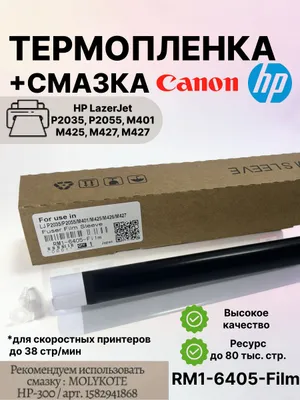 ТЕРМОПЛЕНКА
+СМАЗКА Canon hp
HP LazerJet
P2035, P2055, M401
M425, M427, M427
SLEEVE
For use in
LJ P2035/P2055/M401/M425/M426/M427
Fuser Film Sleeve
RM1-6405-Film
Высокое
качество
*для скоростных принтеров
до 38 стр/мин
Ресурс
до 80 тыс. стр.
Рекомендуем использовать
смазку : MOLYKOTE
HP-300 / арт. 1582941868
RM1-6405-Film